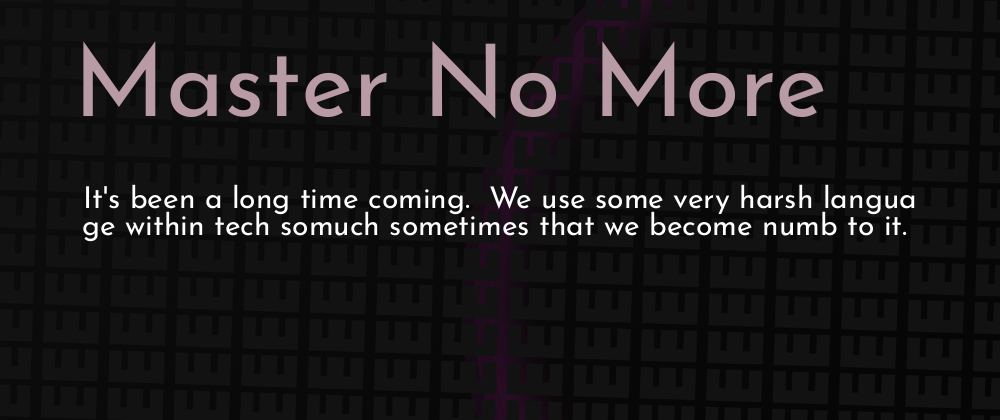 Master No More
It's been a long time coming.  We use some very harsh langua
ge within tech somuch sometimes that we become numb to it.